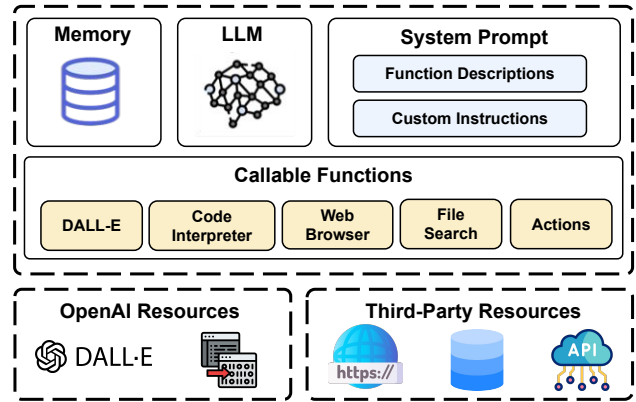 Memory
LLM
System Prompt
Function Descriptions
Custom Instructions
Callable Functions
DALL-E
Code
Interpreter
Web
Browser
File
Search
Actions
OpenAI Resources
DALL·E
Third-Party Resources
https://
API